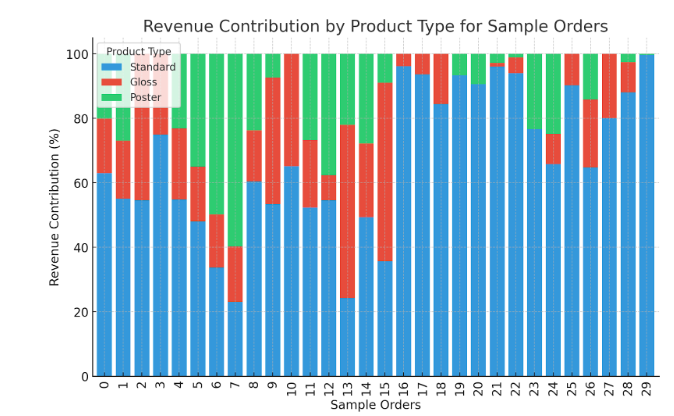 Revenue Contribution by Product Type for Sample Orders
Product Type
Standard
Gloss
Poster
Revenue Contribution (%)
100
80
60
40
20
0
0 1 2 3 4 5 6 7 8 9 10 11 12 13 14 15 16 17 18 19 20 21 22 23 24 25 26 27 28 29
Sample Orders